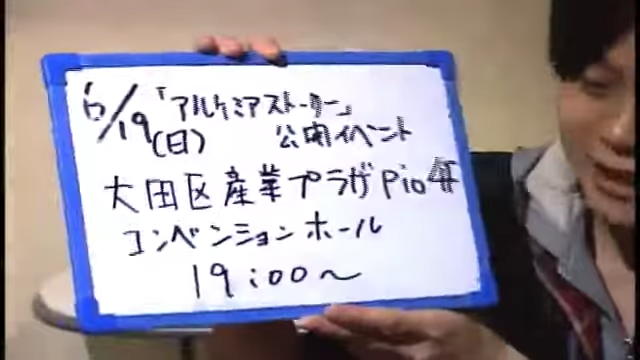 6/19(日)「アルケミアストーリー」
公開イベント
大田区産業プラザPio4F
コンベンションホール
19:00〜